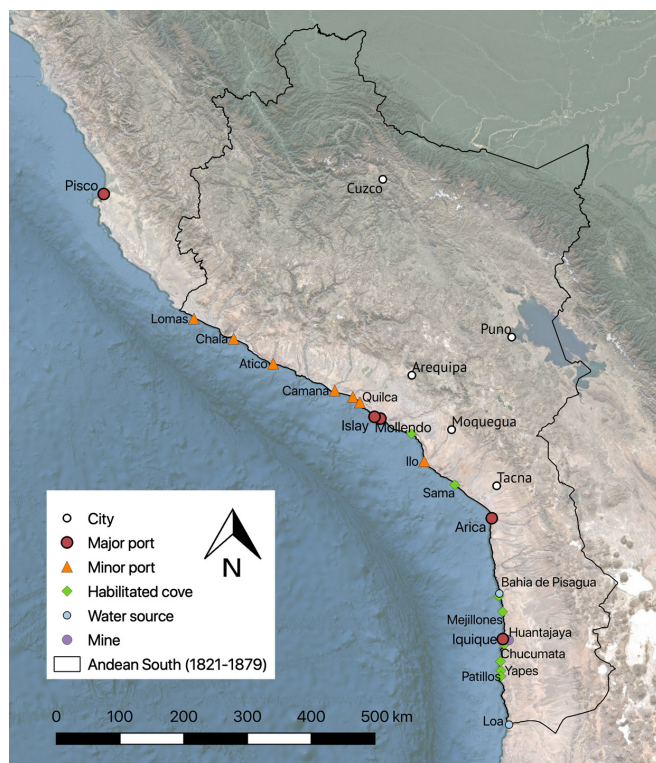 Pisco
Cuzco
Lomas
Chala
Puno
Atico
Arequipa
Camana
Quilca
Islay
Mollendo
Moquegua
Ilo
Sama
Tacna
Arica
Bahia de Pisagua
Mejillones
Iquique
Huantajaya
Chucumata
Patillos
Yapes
Loa
City
Major port
Minor port
Habilitated cove
Water source
Mine
Andean South (1821-1879)
N
0 100 200 300 400 500 km